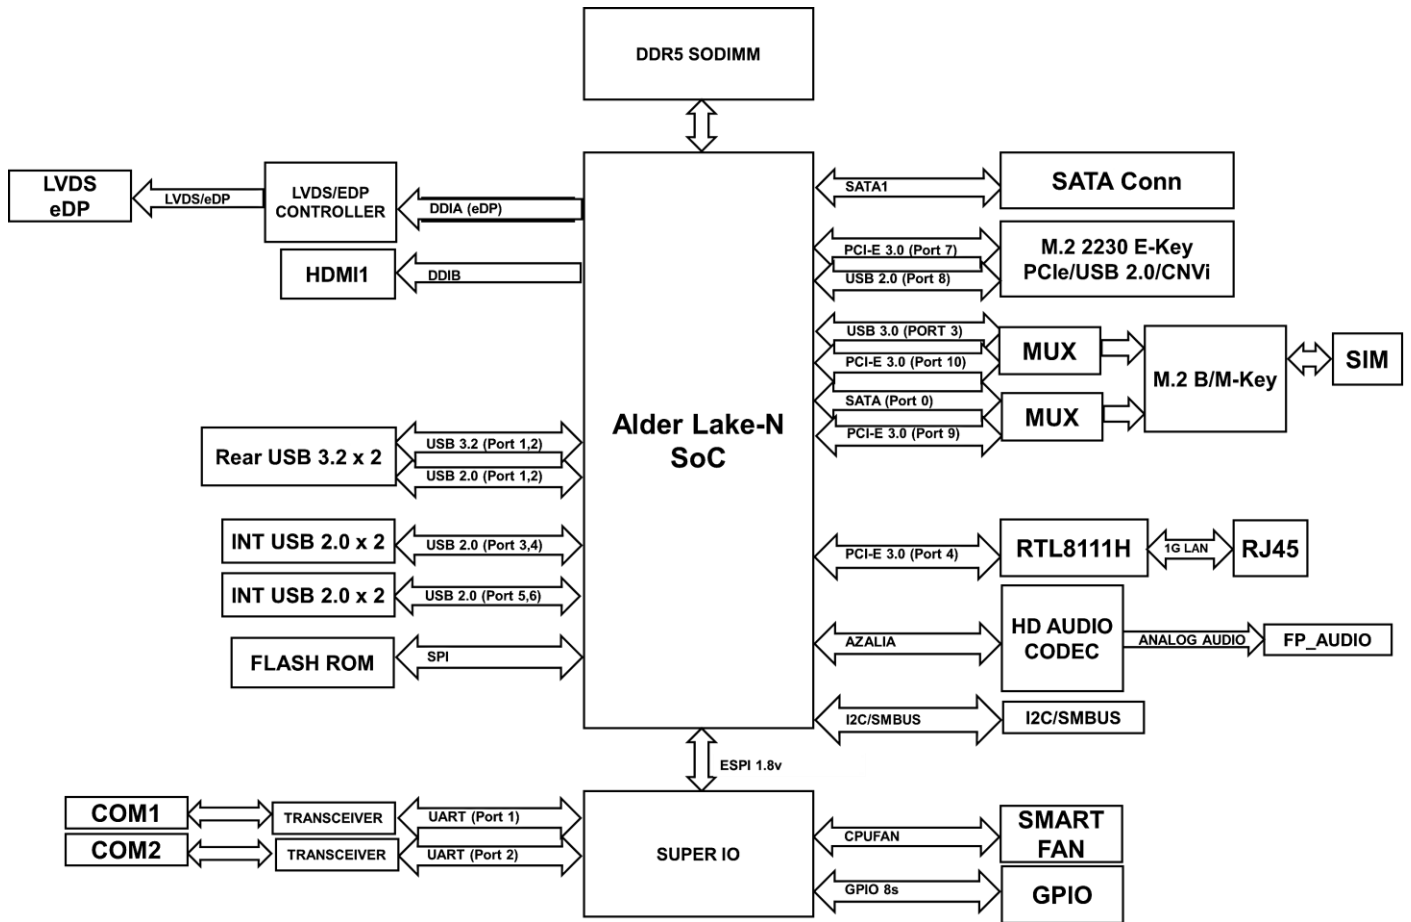 DDR5 SODIMM
LVDS
eDP
LVDS/eDP
LVDS/EDP
CONTROLLER
DDIA (eDP)
HDMI1
DDIB
Alder Lake-N
SoC
SATA1
SATA Conn
PCI-E 3.0 (Port 7)
USB 2.0 (Port 8)
M.2 2230 E-Key
PCIe/USB 2.0/CNVi
USB 3.0 (PORT 3)
PCI-E 3.0 (Port 10)
MUX
SATA (Port 0)
PCI-E 3.0 (Port 9)
MUX
M.2 B/M-Key
SIM
Rear USB 3.2 x 2
USB 3.2 (Port 1,2)
USB 2.0 (Port 1,2)
INT USB 2.0 x 2
USB 2.0 (Port 3,4)
INT USB 2.0 x 2
USB 2.0 (Port 5,6)
FLASH ROM
SPI
PCI-E 3.0 (Port 4)
RTL8111H
1G LAN
RJ45
AZALIA
HD AUDIO
CODEC
ANALOG AUDIO
FP_AUDIO
I2C/SMBUS
I2C/SMBUS
ESPI 1.8v
COM1
TRANSCEIVER
UART (Port 1)
COM2
TRANSCEIVER
UART (Port 2)
SUPER IO
CPUFAN
SMART
FAN
GPIO 8s
GPIO